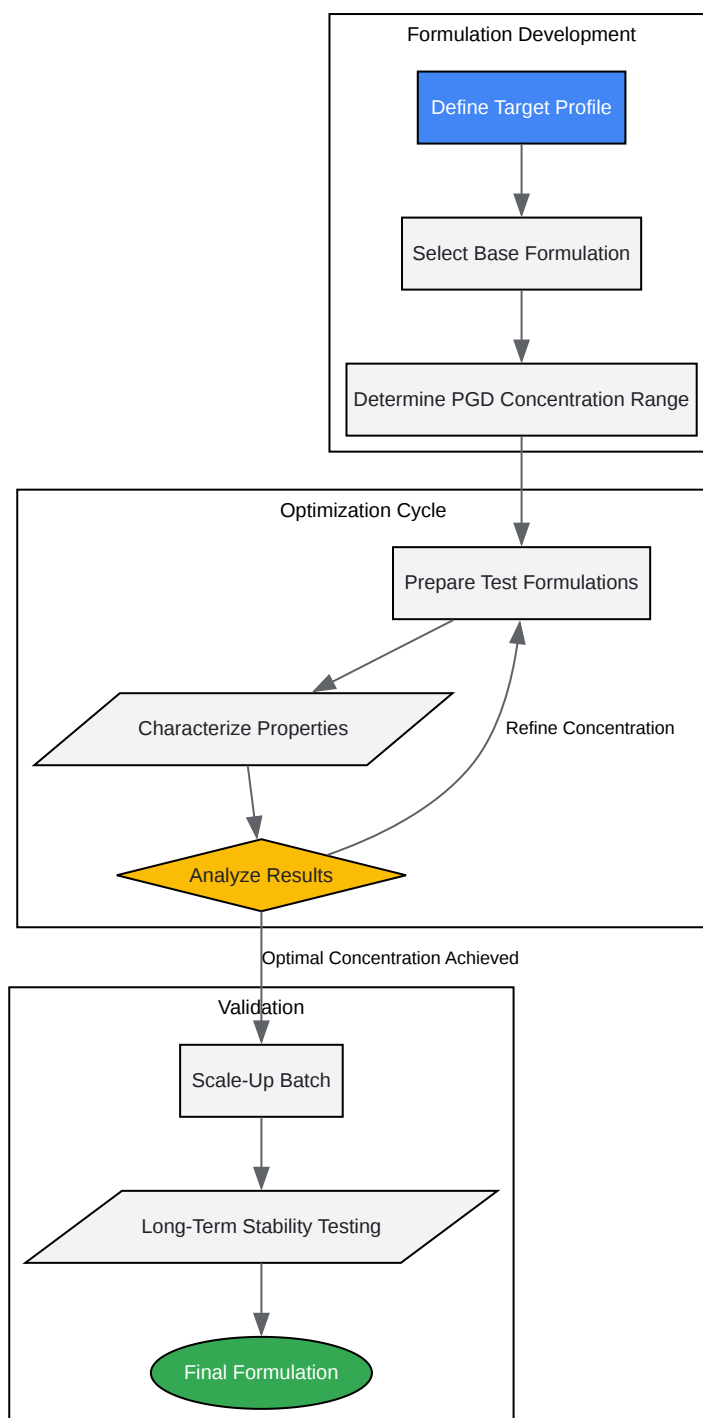 Formulation Development
Define Target Profile
Select Base Formulation
Determine PGD Concentration Range
Optimization Cycle
Prepare Test Formulations
Characterize Properties
Refine Concentration
Analyze Results
Optimal Concentration Achieved
Validation
Scale-Up Batch
Long-Term Stability Testing
Final Formulation